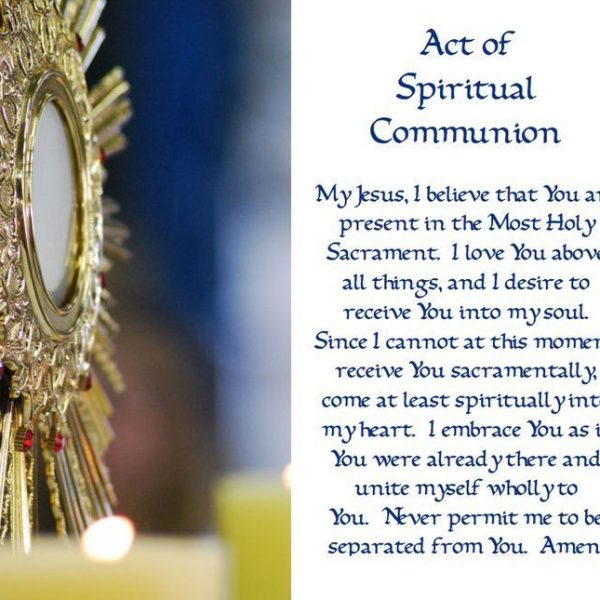 Act of
Spiritual
Communion
My Jesus, I believe that You ar
present in the Most Holy
Sacrament. I love You above
all things, and I desire to
receive You into my soul.
Since I cannot at this momen
receive You sacramentally,
come at least spiritually int
my heart. I embrace You as i
You were already there and
unite myself wholly to
You. Never permit me to be
separated from You. Amen